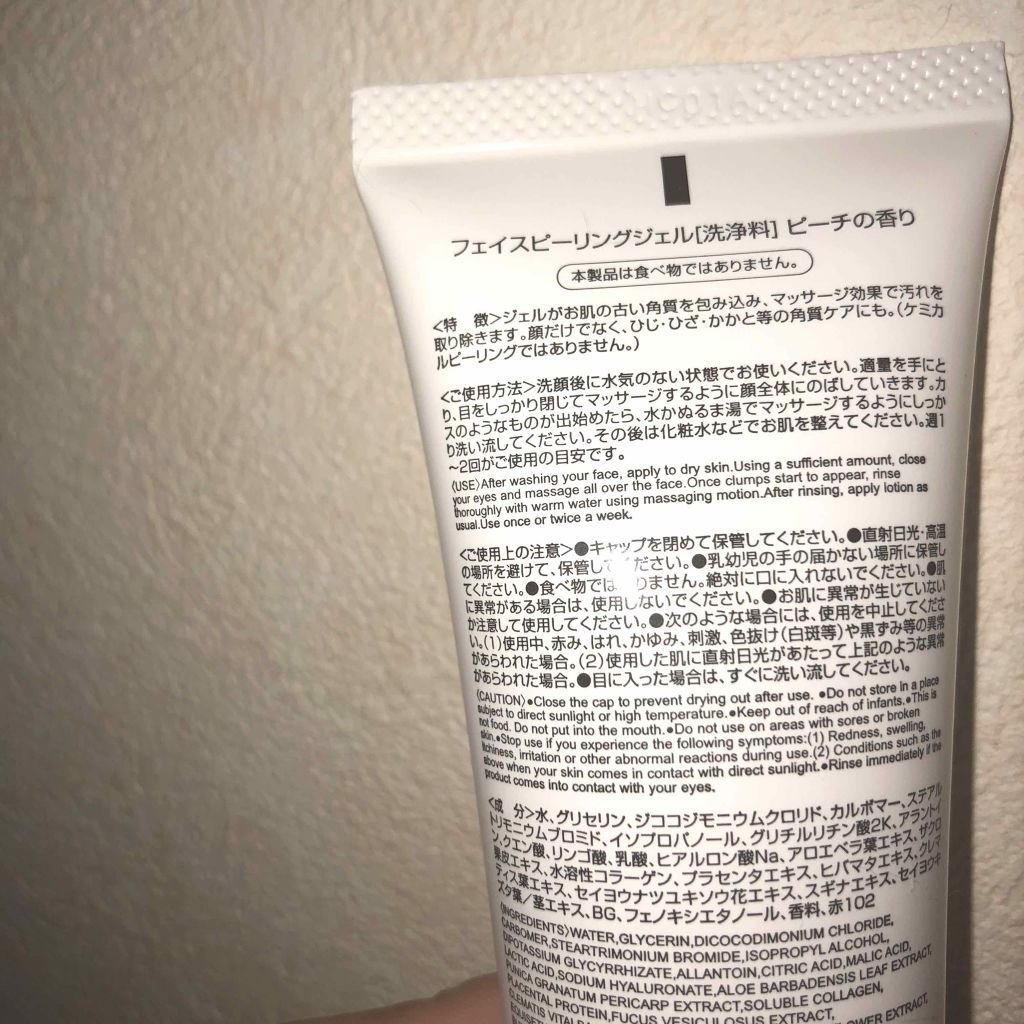 フェイスピーリングジェル[洗浄料] ピーチの香り
本製品は食べ物ではありません。
<特 徴>ジェルがお肌の古い角質を包み込み、マッサージ効果で汚れを
取り除きます。顔だけでなく、ひじ・ひざ・かかと等の角質ケアにも。(ケミカ
ルピーリングではありません。)
<ご使用方法>洗顔後に水気のない状態でお使いください。適量を手にと
り、目をしっかり閉じてマッサージするように顔全体にのばしていきます。カ
スのようなものが出始めたら、水かぬるま湯でマッサージするようにしっか
り洗い流してください。その後は化粧水などでお肌を整えてください。週1
~2回がご使用の目安です。
〈USE〉After washing your face, apply to dry skin.Using a sufficient amount, close
your eyes and massage all over the face.Once clumps start to appear, rinse
thoroughly with warm water using massaging motion.After rinsing, apply lotion as
usual.Use once or twice a week.
<ご使用上の注意>●キャップを閉めて保管してください。●直射日光・高温
の場所を避けて、保管してください。●乳幼児の手の届かない場所に保管し
てください。●食べ物では りません。絶対に口に入れないでください。●肌
に異常がある場合は、使用しないでください。●お肌に異常が生じていない
か注意して使用してください。●次のような場合には、使用を中止してくださ
い。(1)使用中、赤み、はれ、かゆみ、刺激、色抜け(白斑等)や黒ずみ等の異常
があらわれた場合。(2)使用した肌に直射日光があたって上記のような異常
があらわれた場合。●目に入った場合は、すぐに洗い流してください。
〈CAUTION〉●Close the cap to prevent drying out after use. ●Do not store in a place
subject to direct sunlight or high temperature.●Keep out of reach of infants.●This is
not food. Do not put into the mouth.●Do not use on areas with sores or broken
skin.●Stop use if you experience the following symptoms:(1) Redness, swelling,
itchiness, irritation or other abnormal reactions during use.(2) Conditions such as the
above when your skin comes in contact with direct sunlight.●Rinse immediately if the
product comes into contact with your eyes.
<成 分>水、グリセリン、ジココジモニウムクロリド、カルボマー、ステアル
トリモニウムブロミド、イソプロパノール、グリチルリチン酸2K、アラントイ
ン、クエン酸、リンゴ酸、乳酸、ヒアルロン酸Na、アロエベラ葉エキス、ザクロ
果皮エキス、水溶性コラーゲン、プラセンタエキス、ヒバマタエキス、クレマ
ティス葉エキス、セイヨウナツユキソウ花エキス、スギナエキス、セイヨウキ
ズタ葉/茎エキス、BG、フェノキシエタノール、香料、赤102
〈INGREDIENTS〉WATER,GLYCERIN,DICOCODIMONIUM CHLORIDE,
CARBOMER,STEARTRIMONIUM BROMIDE,ISOPROPYL ALCOHOL,
DIPOTASSIUM GLYCYRRHIZATE,ALLANTOIN,CITRIC ACID,MALIC ACID,
LACTIC ACID,SODIUM HYALURONATE,ALOE BARBADENSIS LEAF EXTRACT,
PUNICA GRANATUM PERICARP EXTRACT,SOLUBLE COLLAGEN,
PLACENTAL PROTEIN,FUCUS VESICULOSUS EXTRACT,
CLEMATIS FLOWER EXTRACT,